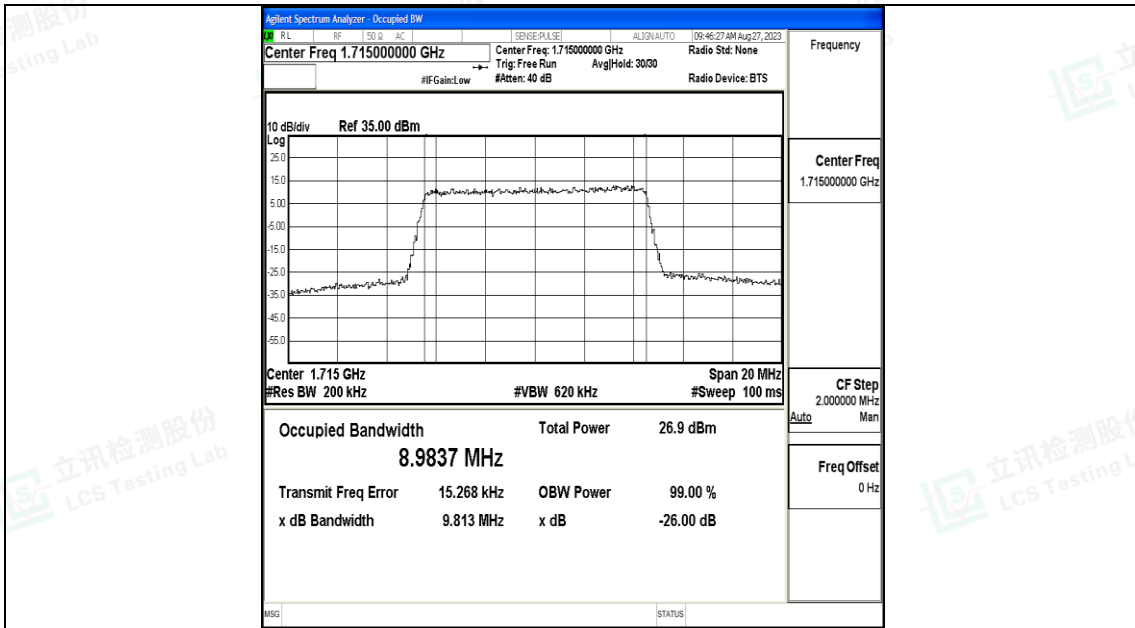 Agilent Spectrum Analyzer - Occupied BW
RL RF 50 Ω AC SENSE:PULSE ALIGN AUTO 09:46:27 AM Aug 27, 2023
Center Freq 1.715000000 GHz
Center Freq: 1.715000000 GHz Radio Std: None
Trig: Free Run Avg|Hold: 30/30
#IFGain:Low #Atten: 40 dB Radio Device: BTS
Frequency
10 dB/div Ref 35.00 dBm
Log
25.0
15.0
5.00
-5.00
-15.0
-25.0
-35.0
-45.0
-55.0
Center 1.715 GHz Span 20 MHz
#Res BW 200 kHz #VBW 620 kHz #Sweep 100 ms
Center Freq
1.715000000 GHz
CF Step
2.000000 MHz
Auto Man
Freq Offset
0 Hz
Occupied Bandwidth Total Power 26.9 dBm
8.9837 MHz
Transmit Freq Error 15.268 kHz OBW Power 99.00 %
x dB Bandwidth 9.813 MHz x dB -26.00 dB
MSG STATUS
立讯检测股份
LCS Testing Lab
立讯检测股份
LCS Testing L
测股份
esting Lab